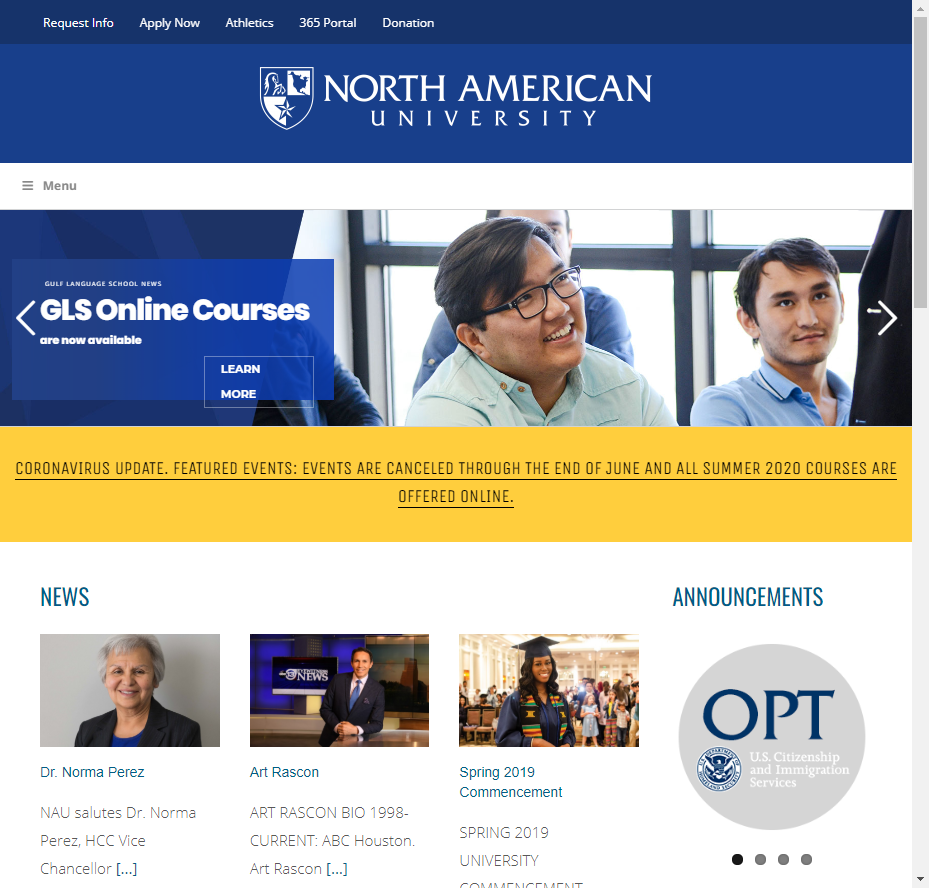 Request Info Apply Now Athletics 365 Portal Donation
NORTH AMERICAN
UNIVERSITY
Menu
GULF LANGUAGE SCHOOL NEWS
GLS Online Courses
are now available
LEARN
MORE
CORONAVIRUS UPDATE. FEATURED EVENTS: EVENTS ARE CANCELED THROUGH THE END OF JUNE AND ALL SUMMER 2020 COURSES ARE
OFFERED ONLINE.
NEWS
Dr. Norma Perez
NAU salutes Dr. Norma
Perez, HCC Vice
Chancellor [...]
NEWS
Art Rascon
ART RASCON BIO 1998-
CURRENT: ABC Houston.
Art Rascon [...]
Spring 2019
Commencement
SPRING 2019
UNIVERSITY
COMMENCEMENT
ANNOUNCEMENTS
OPT
U.S. Citizenship
and Immigration
Services